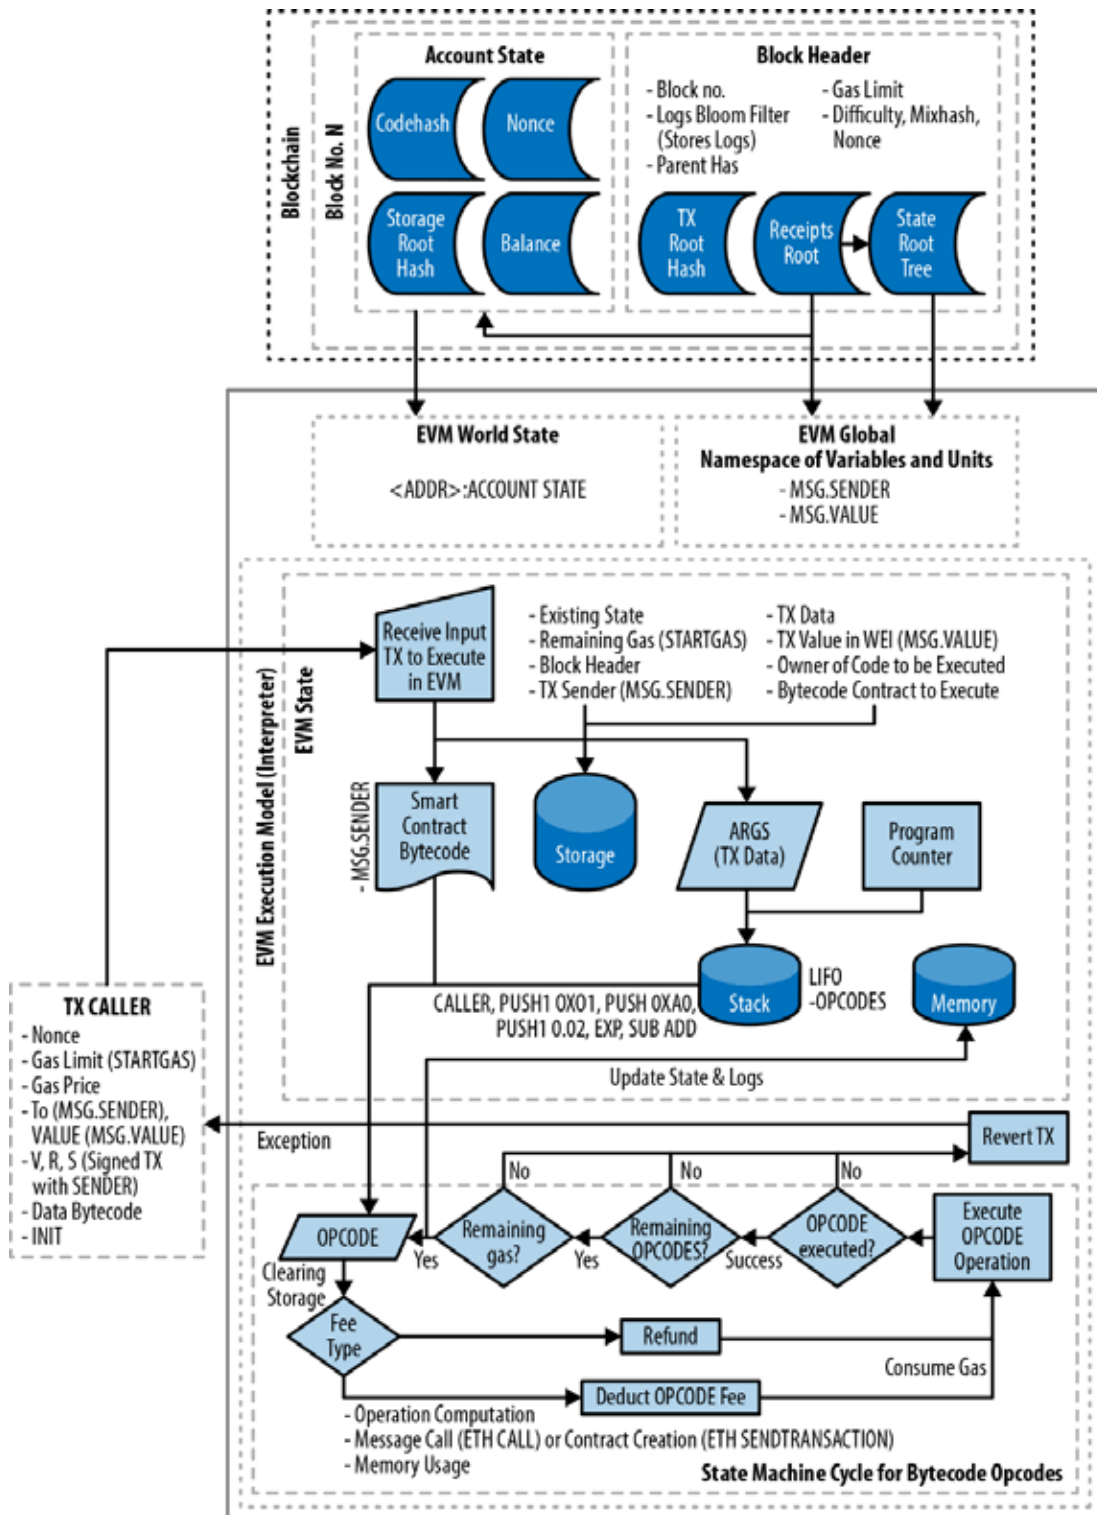 Blockchain
Block No. N
Account State
Codehash
Nonce
Storage
Root
Hash
Balance
Block Header
- Block no.
- Logs Bloom Filter
(Stores Logs)
- Parent Has
- Gas Limit
- Difficulty, Mixhash,
Nonce
TX
Root
Hash
Receipts
Root
State
Root
Tree
EVM World State
<ADDR>:ACCOUNT STATE
EVM Global
Namespace of Variables and Units
- MSG.SENDER
- MSG.VALUE
EVM Execution Model (Interpreter)
EVM State
Receive Input
TX to Execute
in EVM
- Existing State
- Remaining Gas (STARTGAS)
- Block Header
- TX Sender (MSG.SENDER)
- TX Data
- TX Value in WEI (MSG.VALUE)
- Owner of Code to be Executed
- Bytecode Contract to Execute
- MSG.SENDER
Smart
Contract
Bytecode
Storage
ARGS
(TX Data)
Program
Counter
Stack
LIFO
-OPCODES
Memory
CALLER, PUSH1 0X01, PUSH 0XA0,
PUSH1 0.02, EXP, SUB ADD
Update State & Logs
TX CALLER
- Nonce
- Gas Limit (STARTGAS)
- Gas Price
- To (MSG.SENDER),
VALUE (MSG.VALUE)
- V, R, S (Signed TX
with SENDER)
- Data Bytecode
- INIT
Exception
Revert TX
No
No
No
OPCODE
Yes
Remaining
gas?
Yes
Remaining
OPCODES?
Success
OPCODE
executed?
Execute
OPCODE
Operation
Clearing
Storage
Fee
Type
Refund
Consume Gas
Deduct OPCODE Fee
- Operation Computation
- Message Call (ETH CALL) or Contract Creation (ETH SENDTRANSACTION)
- Memory Usage
State Machine Cycle for Bytecode Opcodes